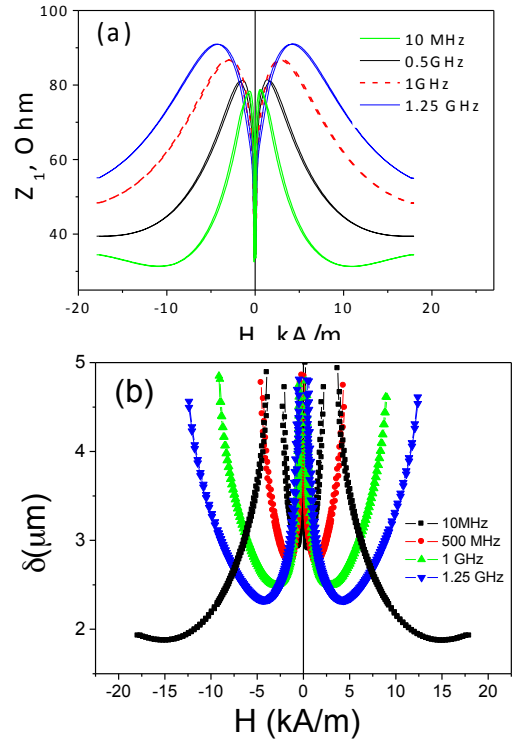 (a)
100
80
60
40
Z1, Ohm
10 MHz
0.5GHz
1GHz
1.25 GHz
-20 -10 0 10 20
H kA/m
(b)
5
4
3
2
δ(μm)
10MHz
500 MHz
1 GHz
1.25 GHz
-20 -15 -10 -5 0 5 10 15 20
H (kA/m)